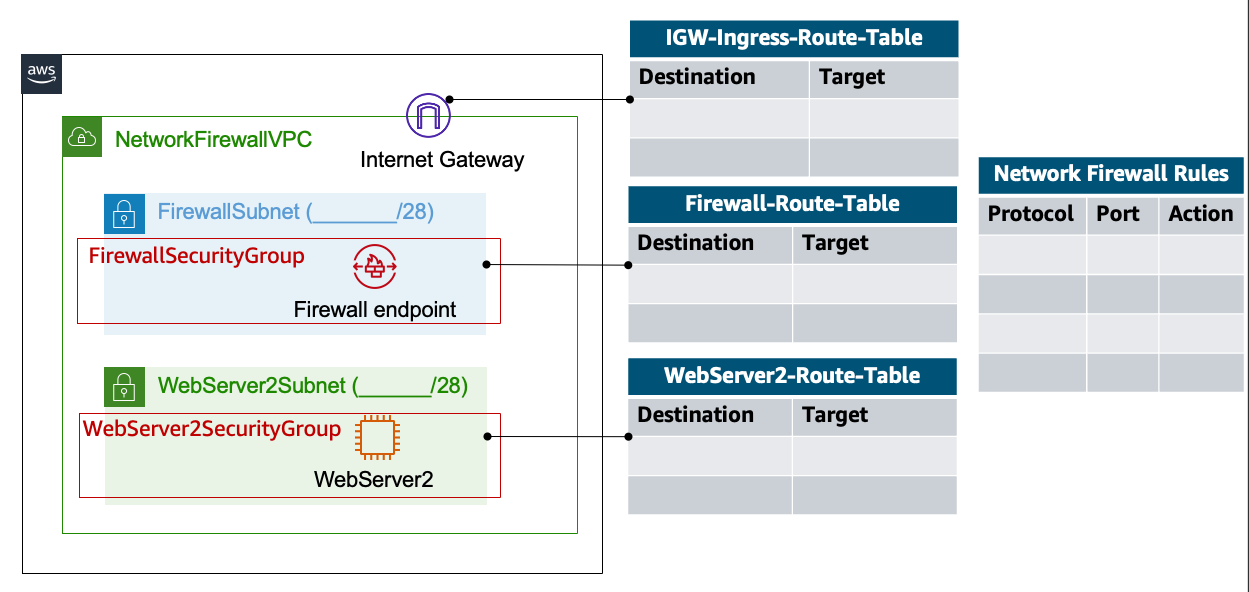 aws
NetworkFirewallVPC
Internet Gateway
FirewallSubnet (_______/28)
FirewallSecurityGroup
Firewall endpoint
WebServer2Subnet (______/28)
WebServer2SecurityGroup
WebServer2
IGW-Ingress-Route-Table
Destination Target
Firewall-Route-Table
Destination Target
WebServer2-Route-Table
Destination Target
Network Firewall Rules
Protocol Port Action